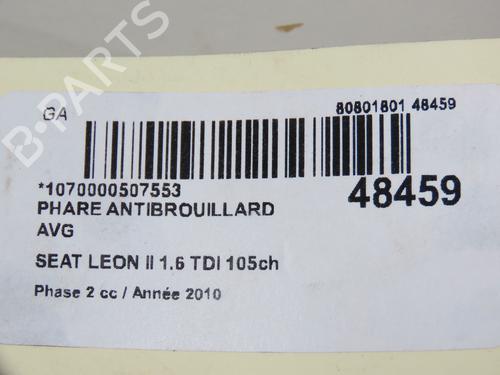 GA
80801801 48459
*1070000507553
48459
PHARE ANTIBROUILLARD
AVG
SEAT LEON II 1.6 TDI 105ch
Phase 2 cc / Année 2010
B-PARTS